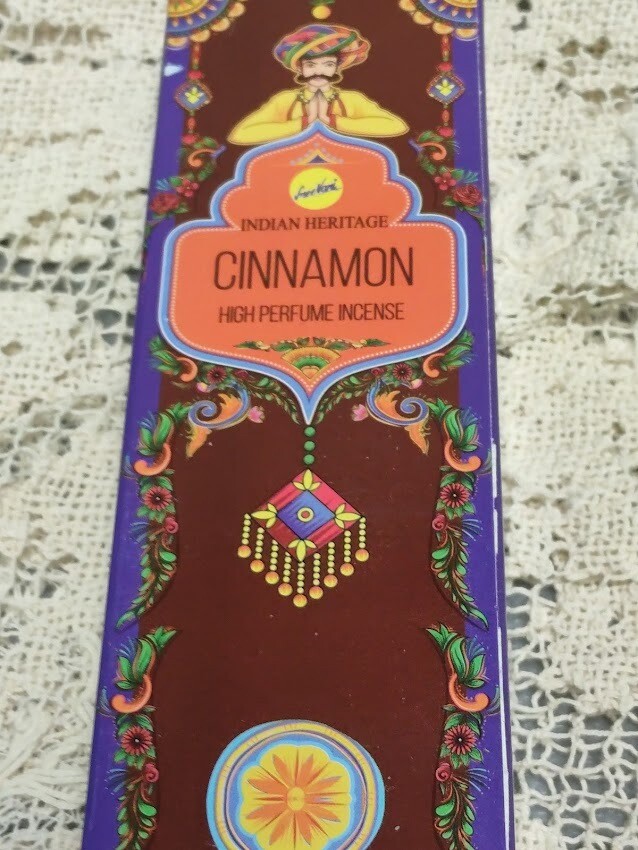 INDIAN HERITAGE
CINNAMON
HIGH PERFUME INCENSE